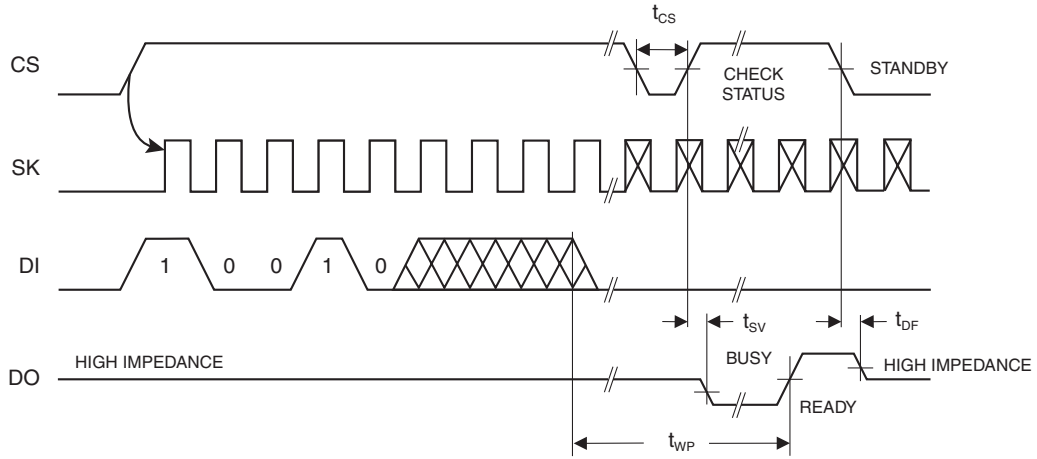 tCS
CS
CHECK
STATUS
STANDBY
SK
DI
1 0 0 1 0
tSV
tDF
HIGH IMPEDANCE
BUSY
HIGH IMPEDANCE
DO
READY
tWP